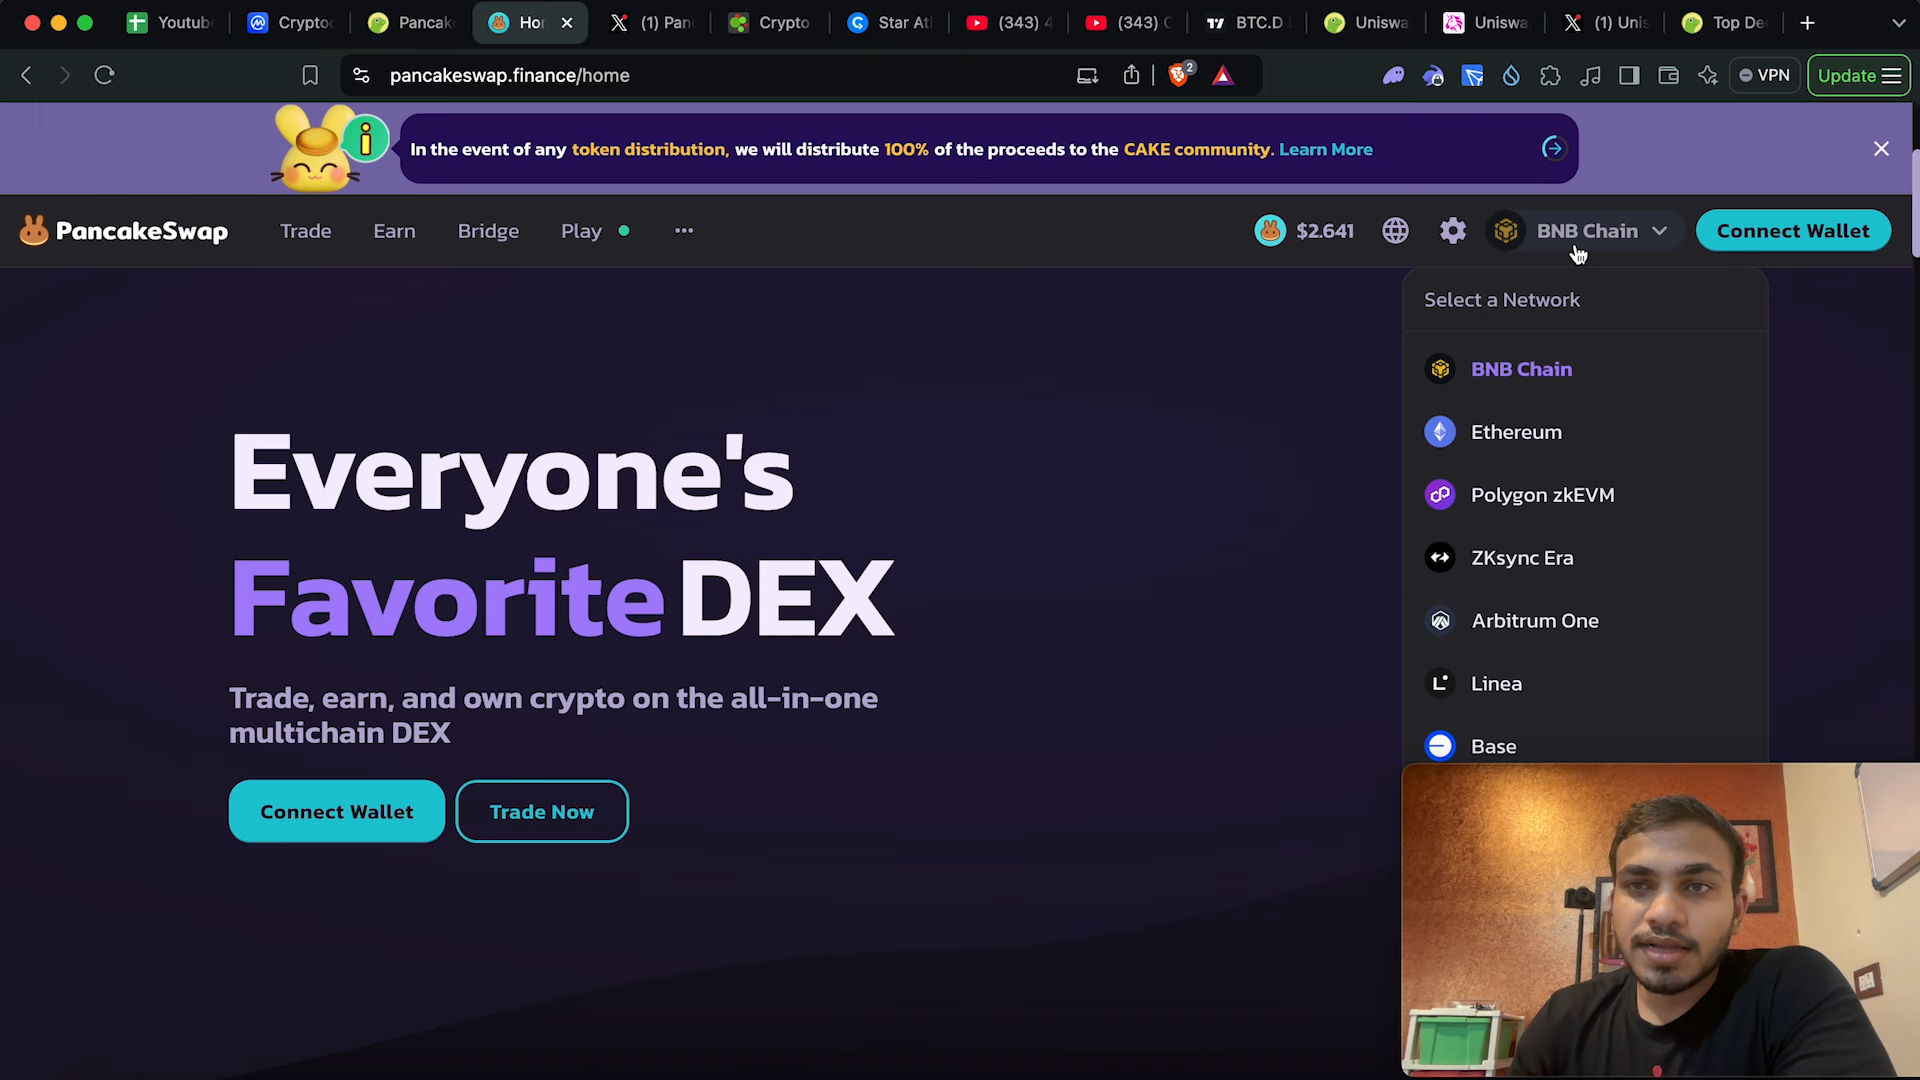 Youtube
Crypto
Pancak
Ho
(1) Pan
Crypto
Star At
(343) 4
(343) C
BTC.D
Uniswa
Uniswa
(1) Unis
Top De
pancakeswap.finance/home
2
VPN
Update
In the event of any token distribution, we will distribute 100% of the proceeds to the CAKE community. Learn More
PancakeSwap
Trade
Earn
Bridge
Play
$2.641
BNB Chain
Connect Wallet
Select a Network
BNB Chain
Ethereum
Polygon zkEVM
ZKsync Era
Arbitrum One
Linea
Base
Everyone's
Favorite DEX
Trade, earn, and own crypto on the all-in-one
multichain DEX
Connect Wallet
Trade Now